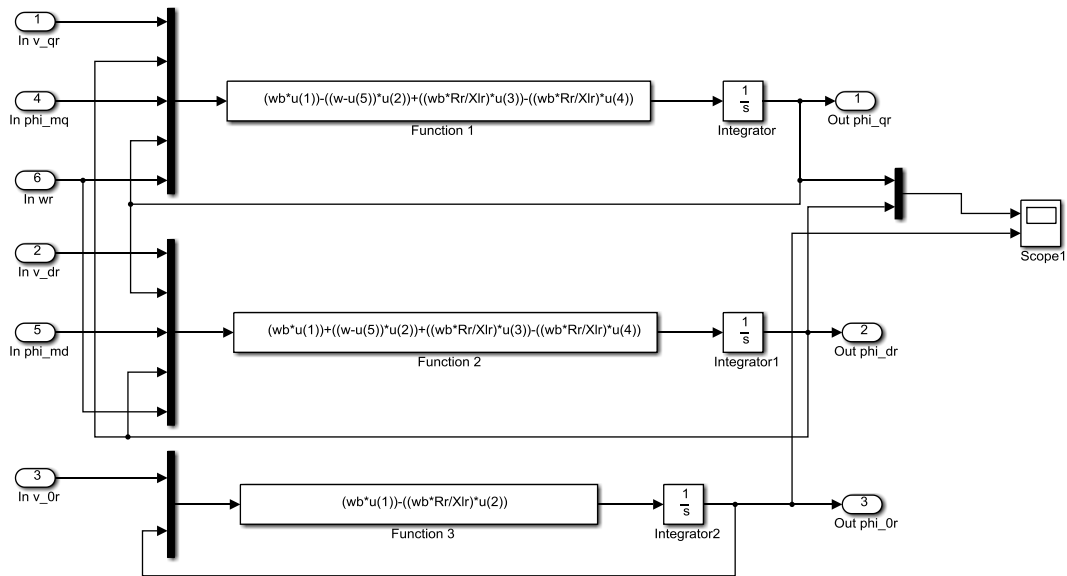 1
In v_qr
4
In phi_mq
(wb*u(1))-((w-u(5))*u(2))+((wb*Rr/Xlr)*u(3))-((wb*Rr/Xlr)*u(4))
Function 1
1
s
Integrator
1
Out phi_qr
6
In wr
Scope1
2
In v_dr
5
In phi_md
(wb*u(1))+((w-u(5))*u(2))+((wb*Rr/Xlr)*u(3))-((wb*Rr/Xlr)*u(4))
Function 2
1
s
Integrator1
2
Out phi_dr
3
In v_0r
(wb*u(1))-((wb*Rr/Xlr)*u(2))
Function 3
1
s
Integrator2
3
Out phi_0r